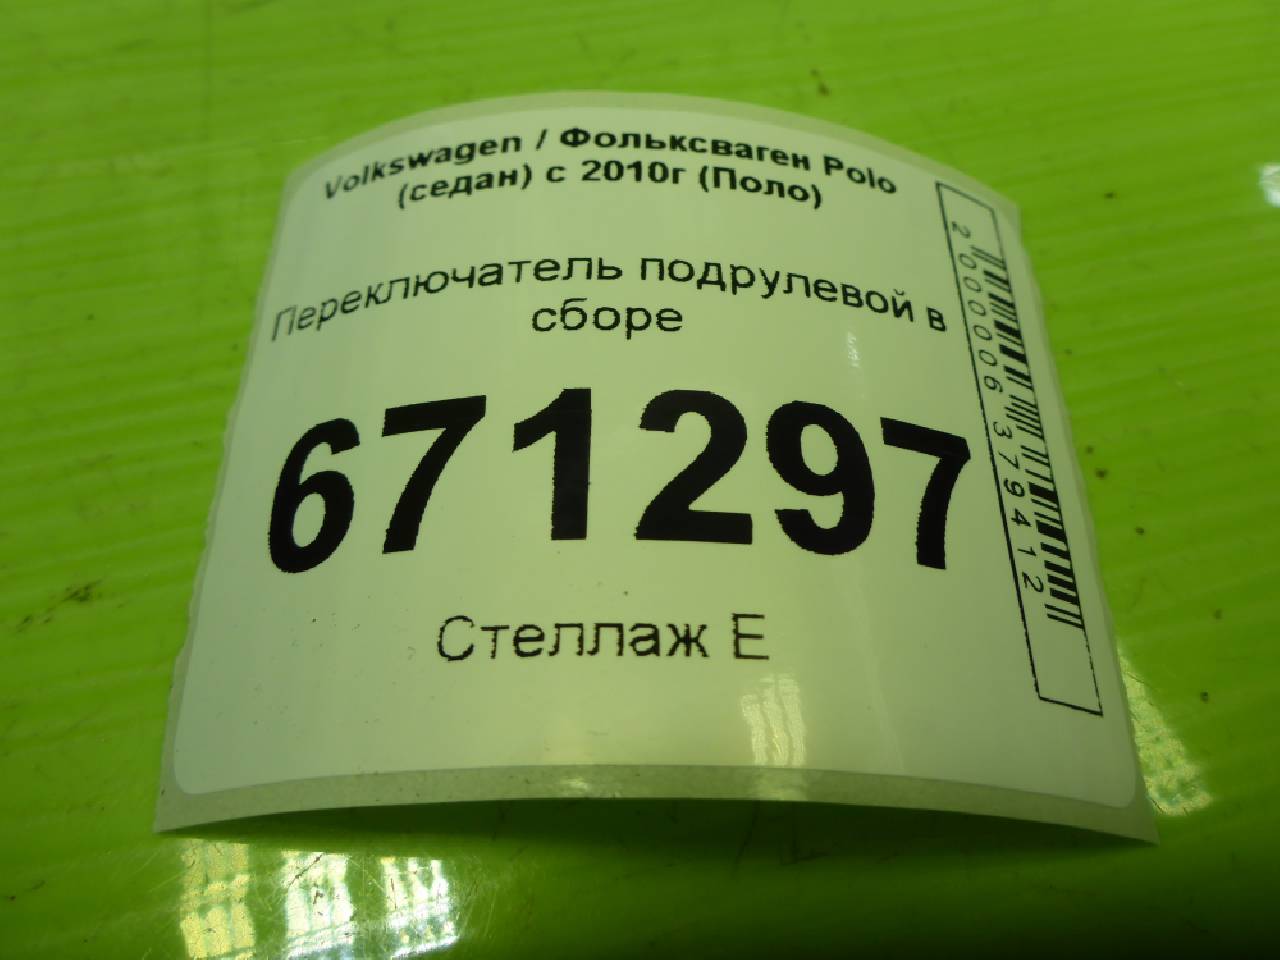 Volkswagen / Фольксваген Polo
(седан) с 2010г (Поло)
Переключатель подрулевой в
сборе
671297
Стеллаж Е
2000006379412